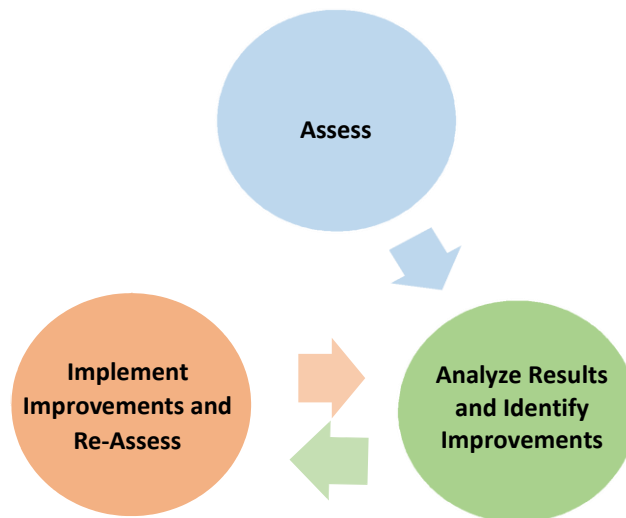 Assess
Implement
Improvements and
Re-Assess
Analyze Results
and Identify
Improvements